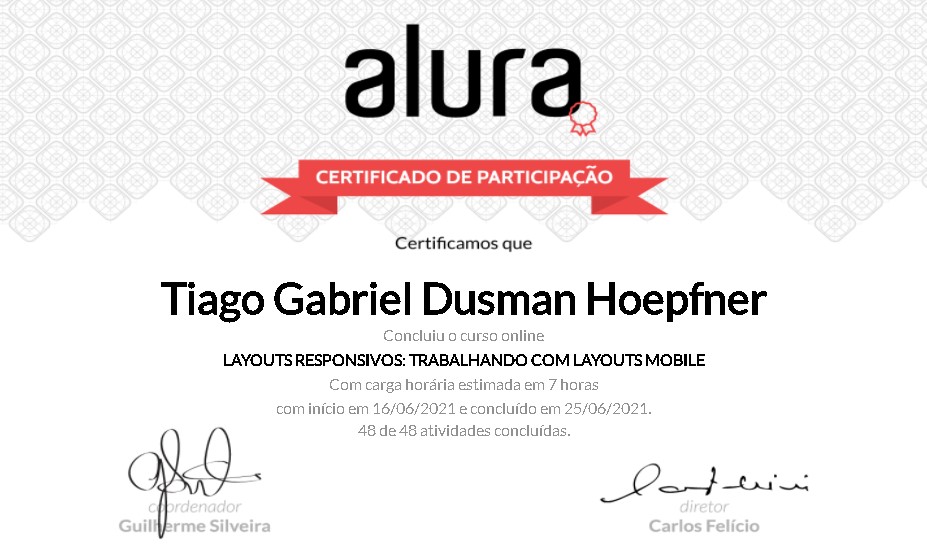 alura
CERTIFICADO DE PARTICIPAÇÃO
Certificamos que
Tiago Gabriel Dusman Hoepfner
Concluiu o curso online
LAYOUTS RESPONSIVOS: TRABALHANDO COM LAYOUTS MOBILE
Com carga horária estimada em 7 horas
com início em 16/06/2021 e concluído em 25/06/2021.
48 de 48 atividades concluídas.
coordenador
Guilherme Silveira
diretor
Carlos Felício